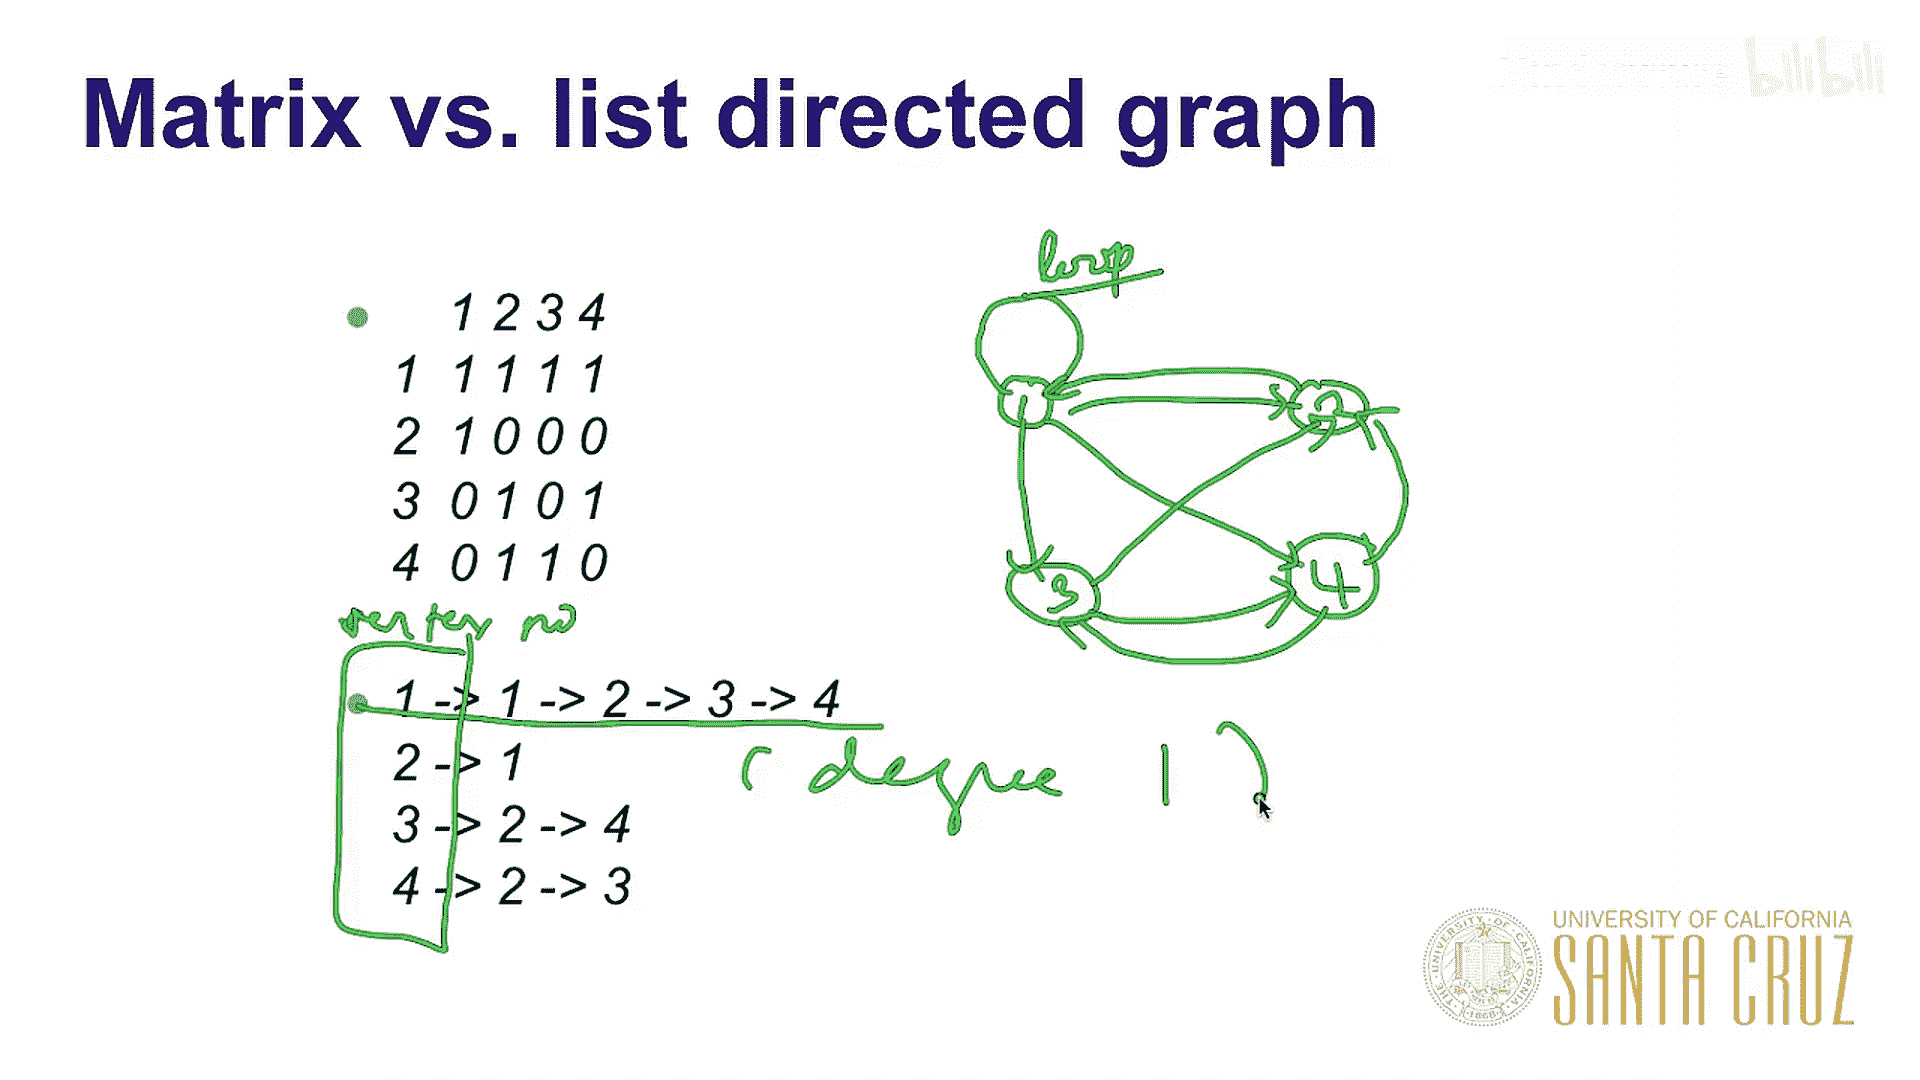 bilibili
Matrix vs. list directed graph
loop
• 1 2 3 4
1 1 1 1 1
2 1 0 0 0
3 0 1 0 1
4 0 1 1 0
1 2
3 4
vertex no
• 1 -> 1 -> 2 -> 3 -> 4
2 -> 1
( degree 1 )
3 -> 2 -> 4
4 -> 2 -> 3
UNIVERSITY OF CALIFORNIA
SANTA CRUZ